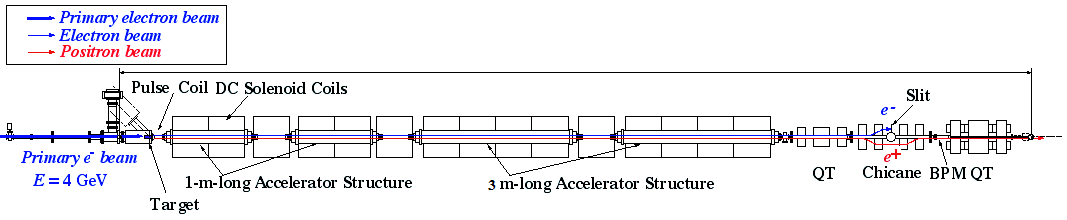 Primary electron beam
Electron beam
Positron beam
Pulse Coil DC Solenoid Coils
Slit
e-
Primary e- beam
E = 4 GeV
e+
1-m-long Accelerator Structure
3 m-long Accelerator Structure
QT
Chicane
BPM QT
Target